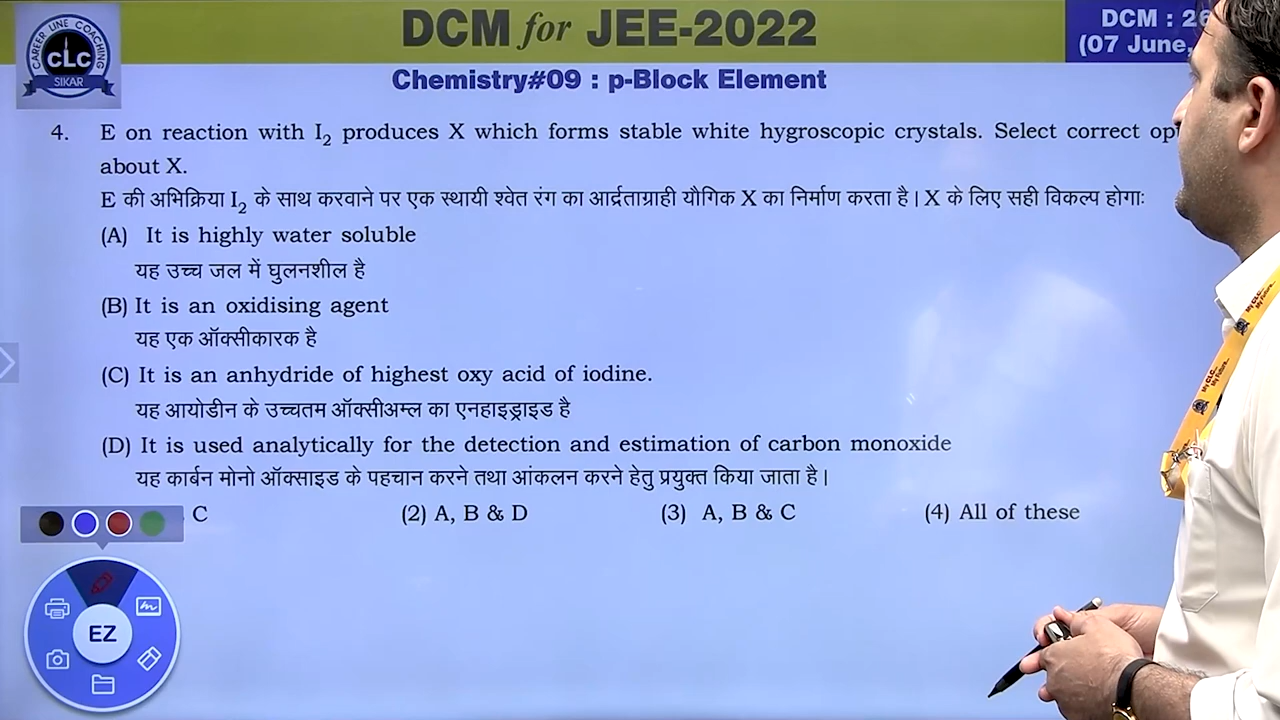 CAREER LINE COACHING
CLC
SIKAR
DCM for JEE-2022
DCM : 26
(07 June,
Chemistry#09 : p-Block Element
4. E on reaction with I2 produces X which forms stable white hygroscopic crystals. Select correct op
about X.
E की अभिक्रिया I2 के साथ करवाने पर एक स्थायी श्वेत रंग का आर्द्रताग्राही यौगिक X का निर्माण करता है। X के लिए सही विकल्प होगाः
(A) It is highly water soluble
यह उच्च जल में घुलनशील है
(B) It is an oxidising agent
यह एक ऑक्सीकारक है
(C) It is an anhydride of highest oxy acid of iodine.
यह आयोडीन के उच्चतम ऑक्सीअम्ल का एनहाइड्राइड है
(D) It is used analytically for the detection and estimation of carbon monoxide
यह कार्बन मोनो ऑक्साइड के पहचान करने तथा आंकलन करने हेतु प्रयुक्त किया जाता है।
C (2) A, B & D (3) A, B & C (4) All of these
EZ